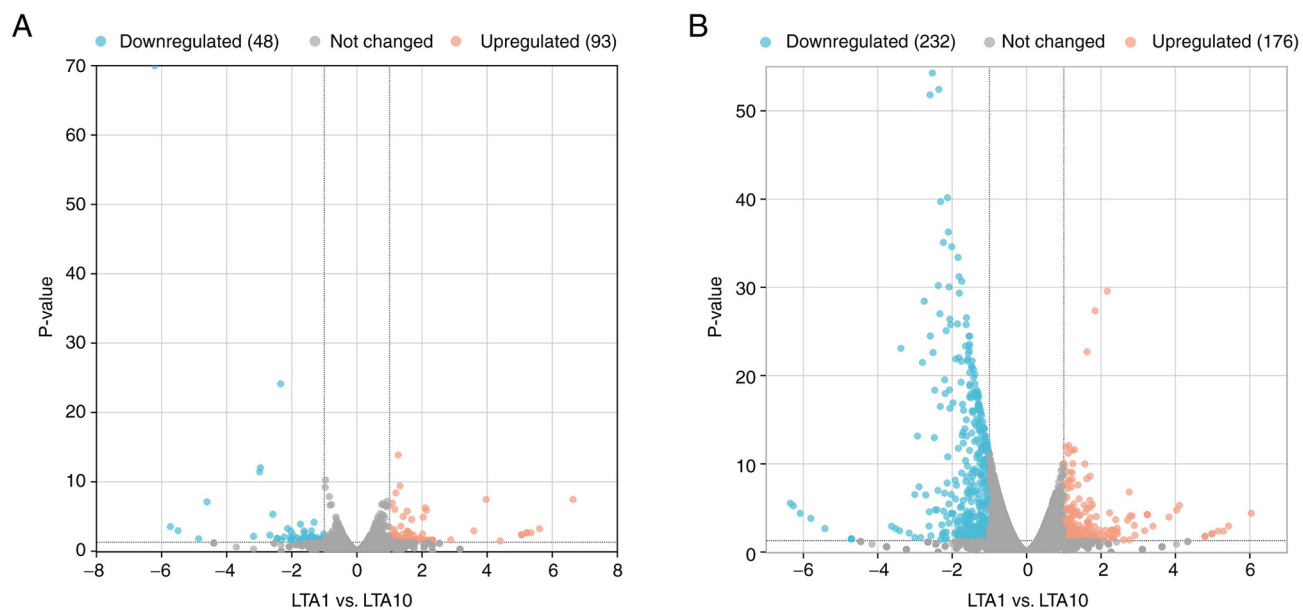 A
Downregulated (48) Not changed Upregulated (93)
70
60
50
40
30
20
10
0
P-value
−8 −6 −4 −2 0 2 4 6 8
LTA1 vs. LTA10
B
Downregulated (232) Not changed Upregulated (176)
50
40
30
20
10
0
P-value
−6 −4 −2 0 2 4 6
LTA1 vs. LTA10